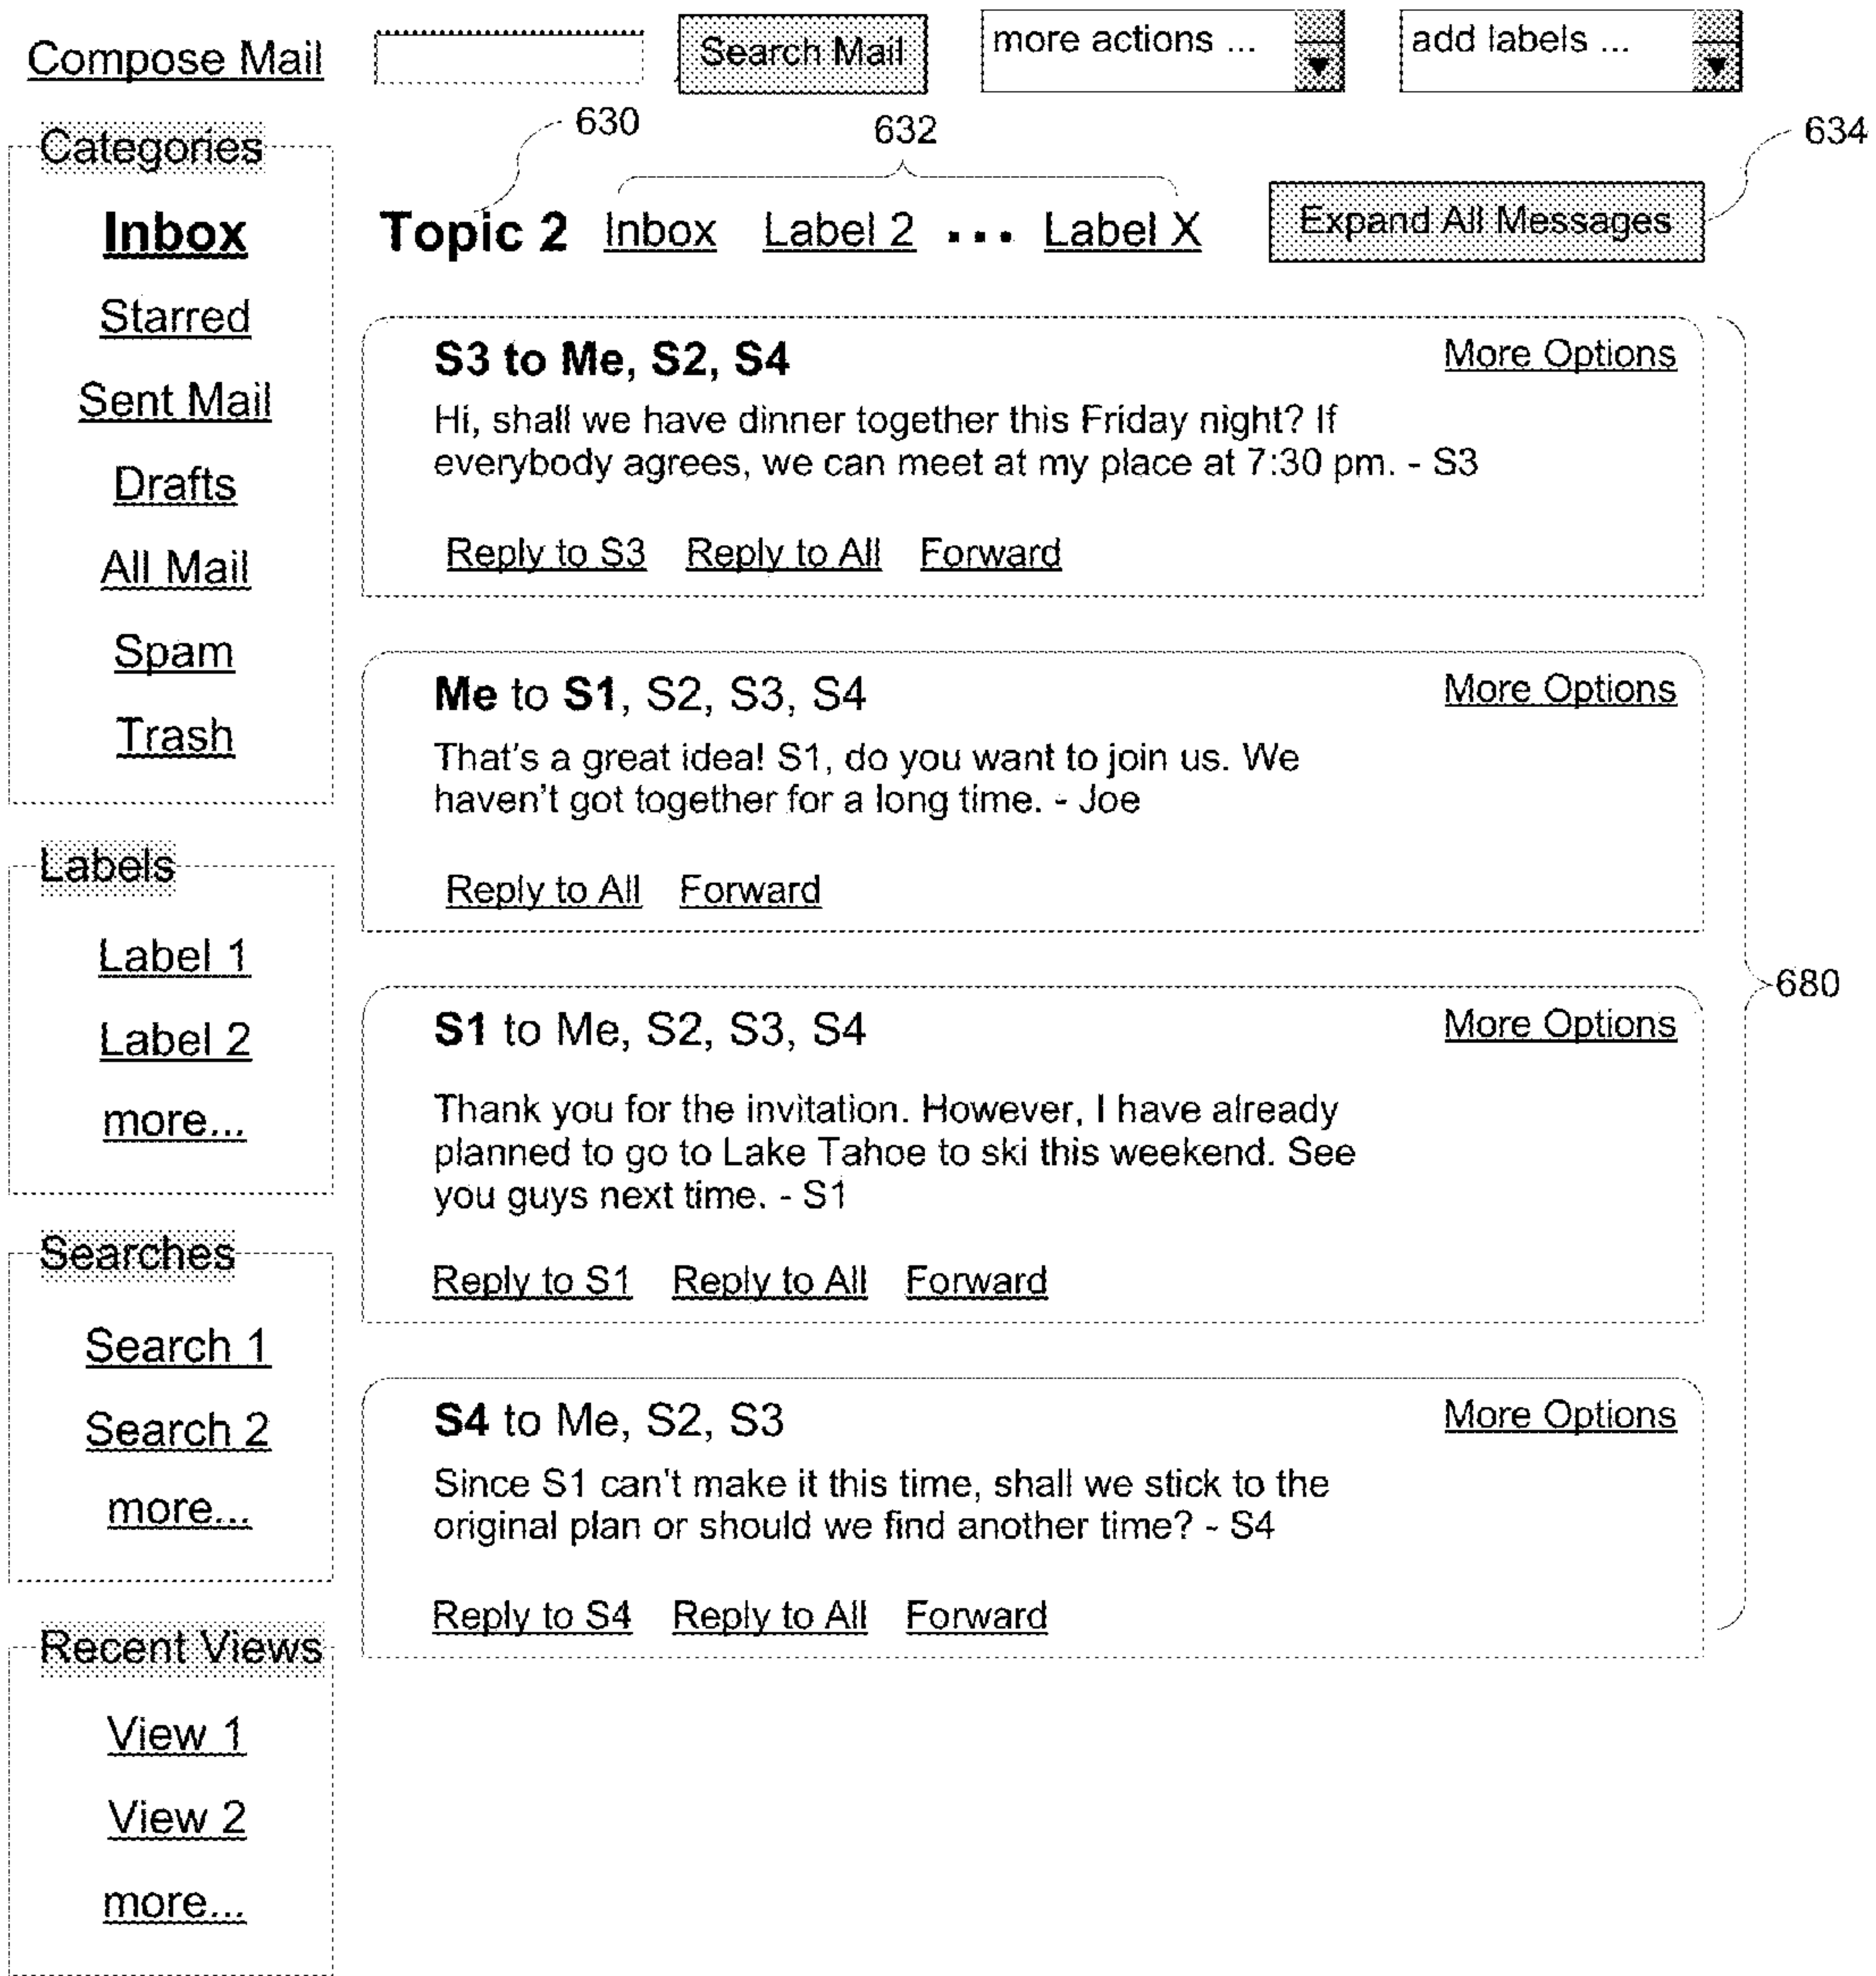 Compose Mail
Search Mail
more actions ...
add labels ...
630
632
634
Categories
Inbox
Starred
Sent Mail
Drafts
All Mail
Spam
Trash
Labels
Label 1
Label 2
more...
Searches
Search 1
Search 2
more...
Recent Views
View 1
View 2
more...
Topic 2 Inbox Label 2 ... Label X Expand All Messages
S3 to Me, S2, S4 More Options
Hi, shall we have dinner together this Friday night? If
everybody agrees, we can meet at my place at 7:30 pm. - S3
Reply to S3 Reply to All Forward
Me to S1, S2, S3, S4 More Options
That's a great idea! S1, do you want to join us. We
haven't got together for a long time. - Joe
Reply to All Forward
S1 to Me, S2, S3, S4 More Options
Thank you for the invitation. However, I have already
planned to go to Lake Tahoe to ski this weekend. See
you guys next time. - S1
Reply to S1 Reply to All Forward
S4 to Me, S2, S3 More Options
Since S1 can't make it this time, shall we stick to the
original plan or should we find another time? - S4
Reply to S4 Reply to All Forward
680